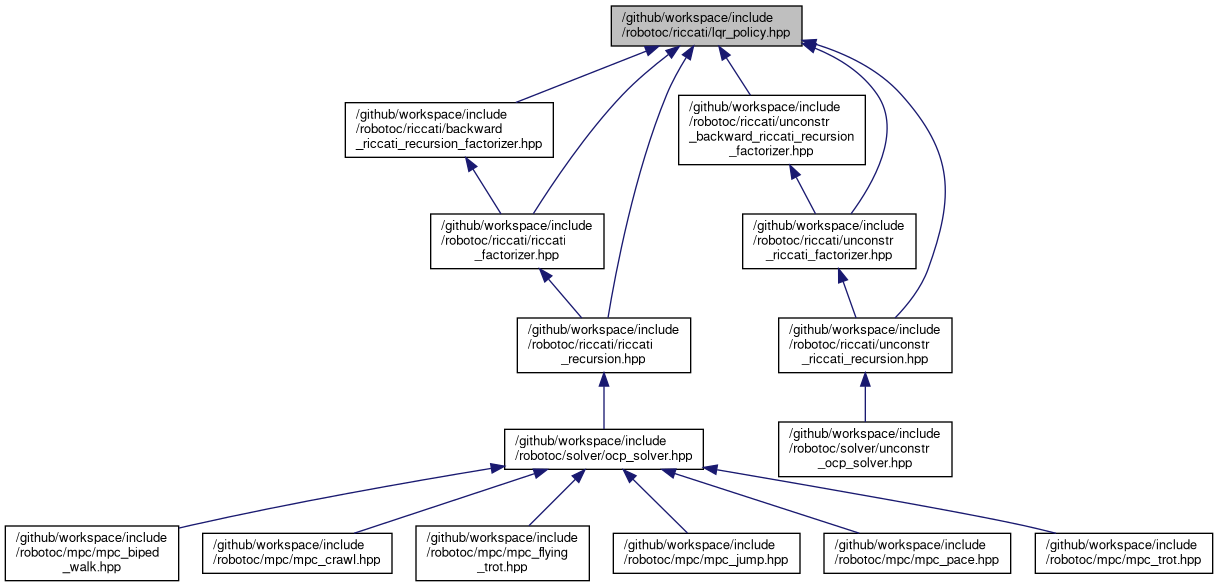 /github/workspace/include
/robotoc/riccati/lqr_policy.hpp
/github/workspace/include
/robotoc/riccati/backward
_riccati_recursion_factorizer.hpp
/github/workspace/include
/robotoc/riccati/unconstr
_backward_riccati_recursion
_factorizer.hpp
/github/workspace/include
/robotoc/riccati/riccati
_factorizer.hpp
/github/workspace/include
/robotoc/riccati/unconstr
_riccati_factorizer.hpp
/github/workspace/include
/robotoc/riccati/riccati
_recursion.hpp
/github/workspace/include
/robotoc/riccati/unconstr
_riccati_recursion.hpp
/github/workspace/include
/robotoc/solver/ocp_solver.hpp
/github/workspace/include
/robotoc/solver/unconstr
_ocp_solver.hpp
/github/workspace/include
/robotoc/mpc/mpc_biped
_walk.hpp
/github/workspace/include
/robotoc/mpc/mpc_crawl.hpp
/github/workspace/include
/robotoc/mpc/mpc_flying
_trot.hpp
/github/workspace/include
/robotoc/mpc/mpc_jump.hpp
/github/workspace/include
/robotoc/mpc/mpc_pace.hpp
/github/workspace/include
/robotoc/mpc/mpc_trot.hpp